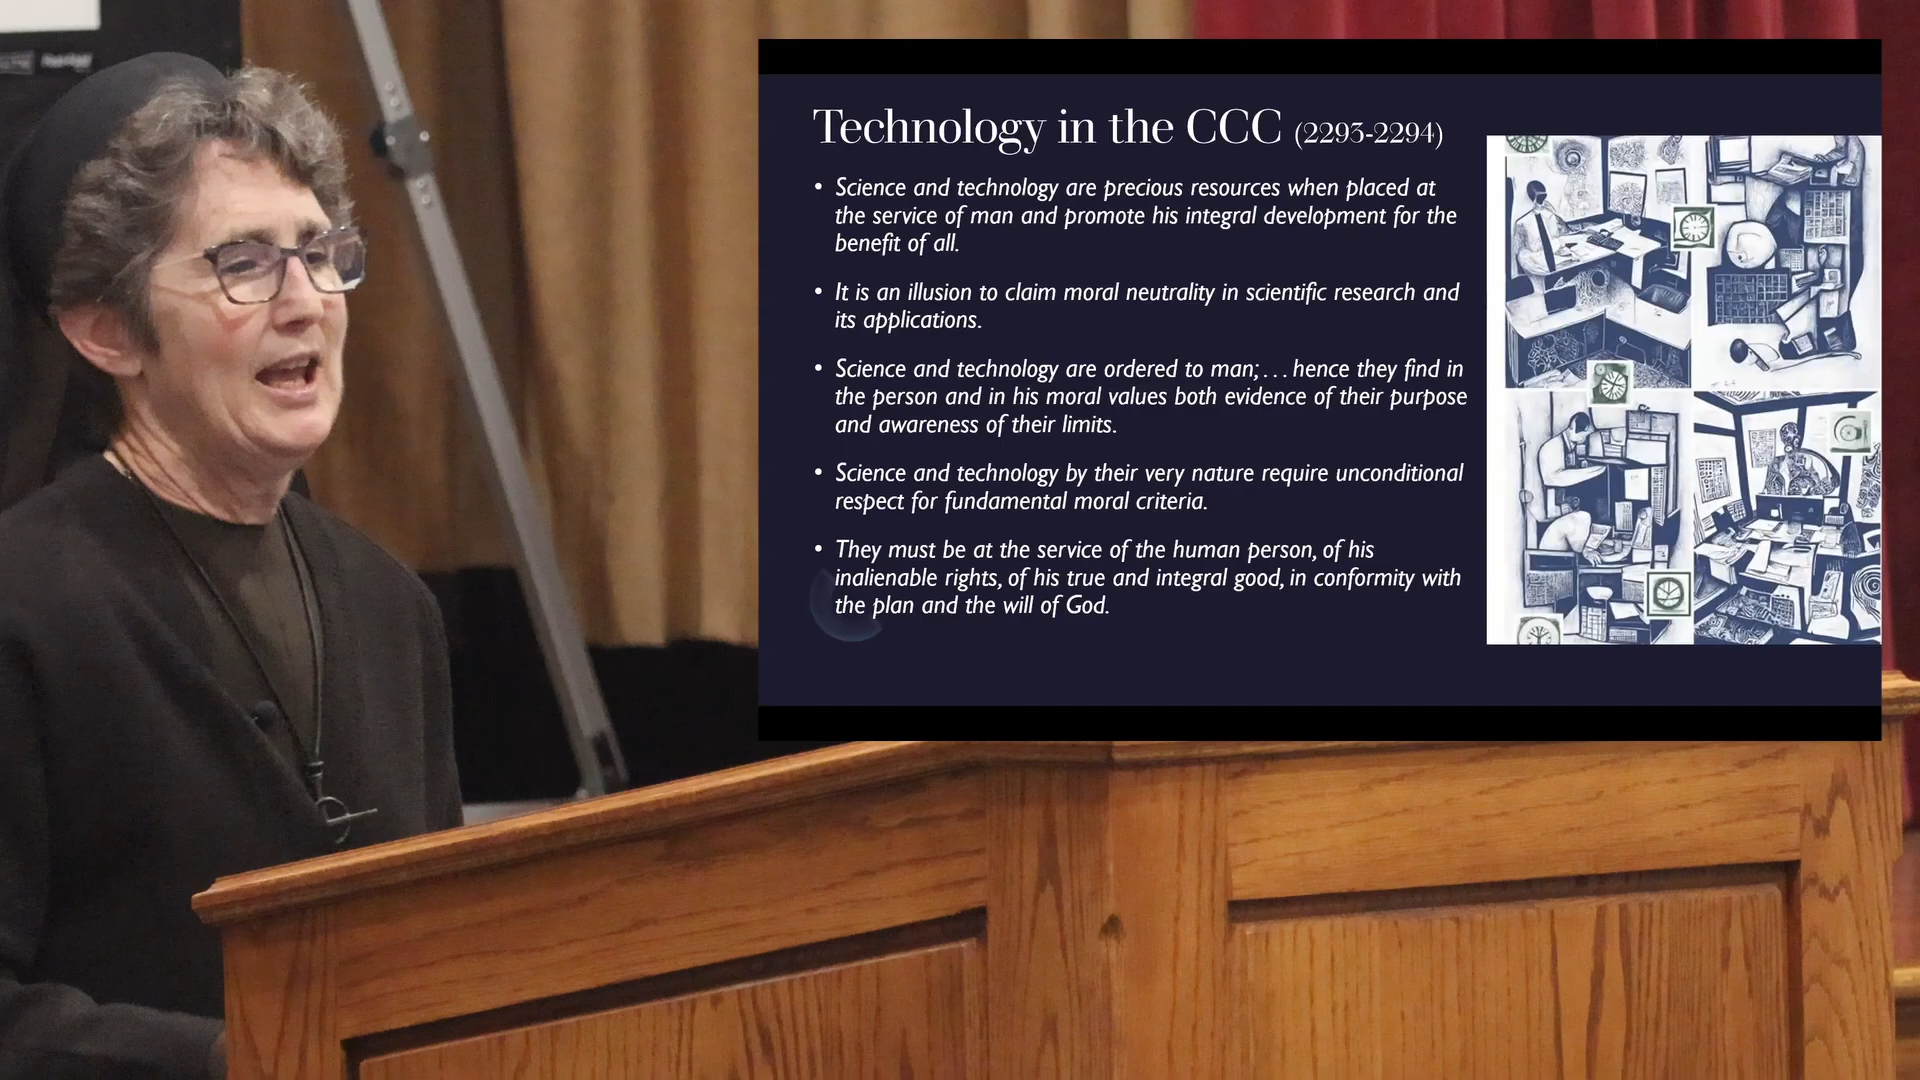 Technology in the CCC (2293-2294)
• Science and technology are precious resources when placed at
the service of man and promote his integral development for the
benefit of all.
• It is an illusion to claim moral neutrality in scientific research and
its applications.
• Science and technology are ordered to man; . . . hence they find in
the person and in his moral values both evidence of their purpose
and awareness of their limits.
• Science and technology by their very nature require unconditional
respect for fundamental moral criteria.
• They must be at the service of the human person, of his
inalienable rights, of his true and integral good, in conformity with
the plan and the will of God.